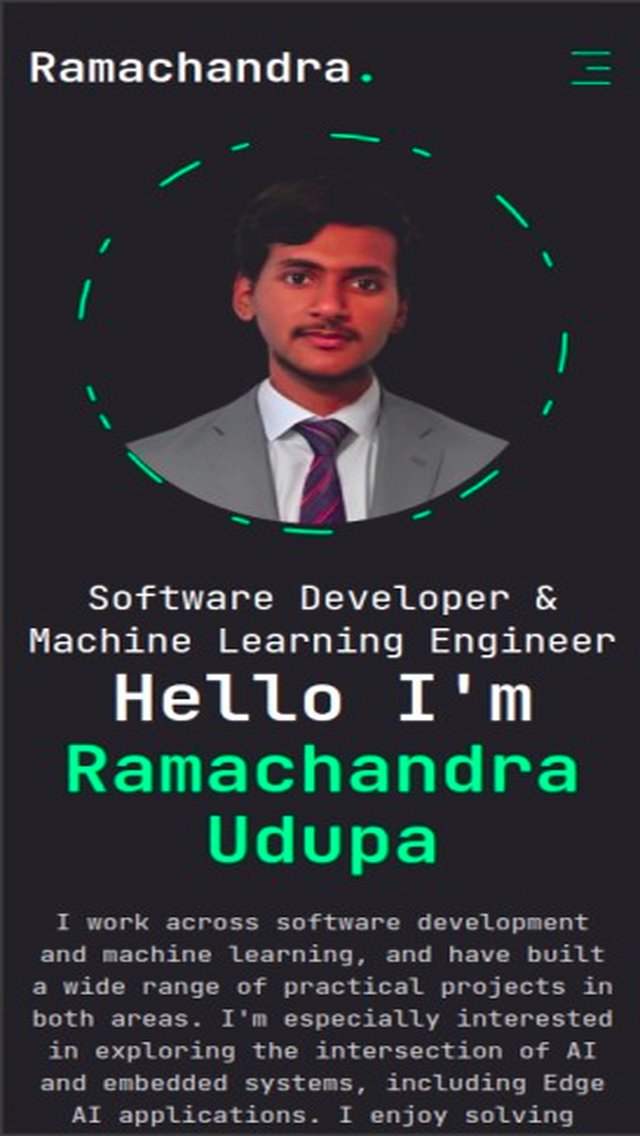 Ramachandra.
Software Developer &
Machine Learning Engineer
Hello I'm
Ramachandra
Udupa
I work across software development
and machine learning, and have built
a wide range of practical projects in
both areas. I'm especially interested
in exploring the intersection of AI
and embedded systems, including Edge
AI applications. I enjoy solving